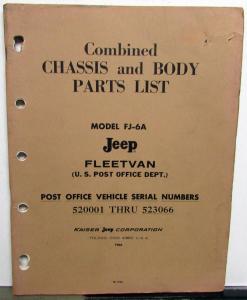 Combined
CHASSIS and BODY
PARTS LIST
MODEL FJ-6A
Jeep
FLEETVAN
(U. S. POST OFFICE DEPT.)
POST OFFICE VEHICLE SERIAL NUMBERS
520001 THRU 523066
KAISER Jeep CORPORATION